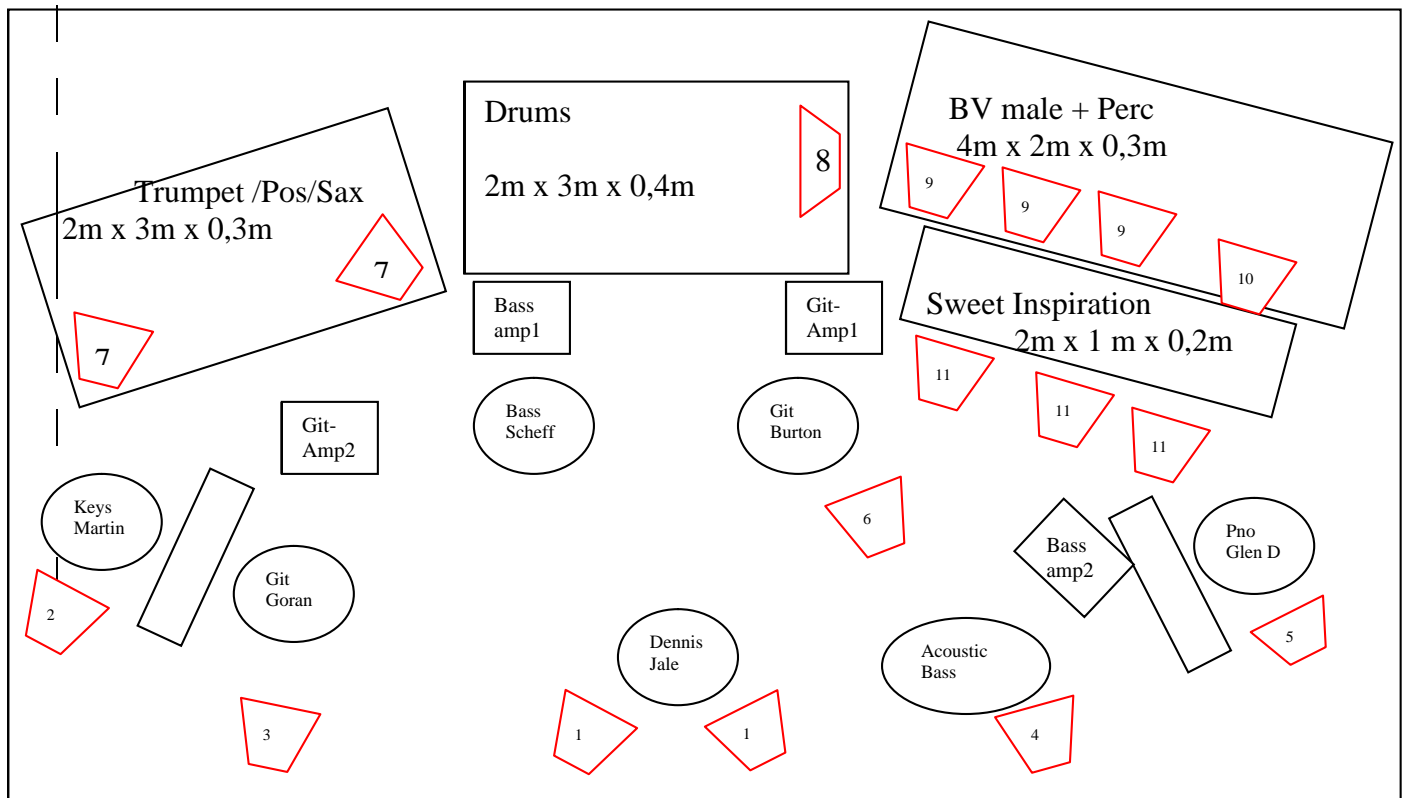 Drums
2m x 3m x 0,4m
8
BV male + Perc
4m x 2m x 0,3m
9
9
9
10
Trumpet /Pos/Sax
2m x 3m x 0,3m
7
7
Bass
amp1
Git-
Amp1
Sweet Inspiration
2m x 1 m x 0,2m
11
11
11
Git-
Amp2
Bass
Scheff
Git
Burton
Keys
Martin
6
Bass
amp2
Pno
Glen D
Git
Goran
2
5
Dennis
Jale
Acoustic
Bass
3
1
1
4